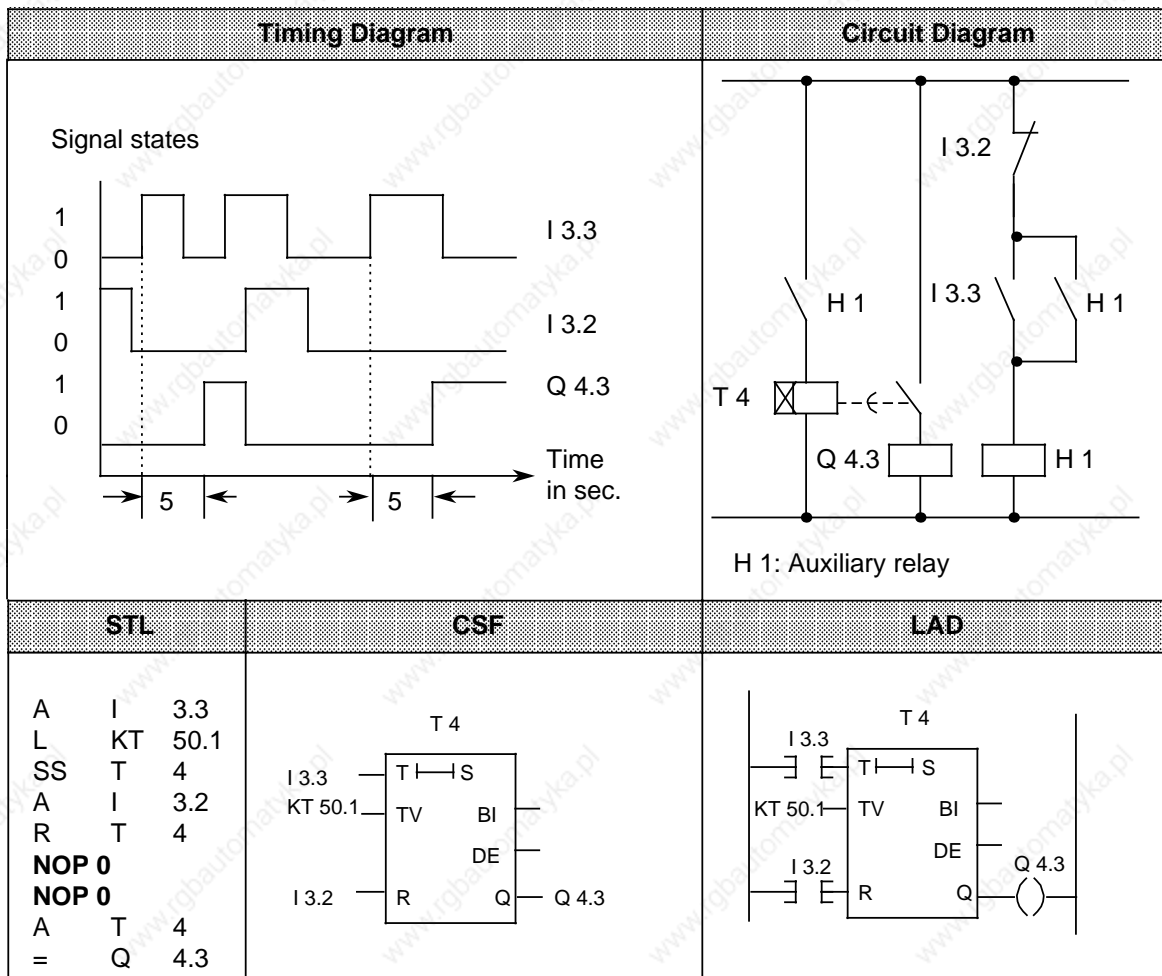 Timing Diagram
Circuit Diagram
Signal states
1
0
I 3.3
1
0
I 3.2
1
0
Q 4.3
Time
in sec.
5
5
I 3.2
H 1
I 3.3
H 1
T 4
Q 4.3
H 1
H 1: Auxiliary relay
STL
CSF
LAD
A I 3.3
L KT 50.1
SS T 4
A I 3.2
R T 4
NOP 0
NOP 0
A T 4
= Q 4.3
T 4
I 3.3
T S
KT 50.1
TV BI
DE
I 3.2
R Q
Q 4.3
T 4
I 3.3
T S
KT 50.1
TV BI
DE
I 3.2
R Q
Q 4.3
www.rgbautomatyka.pl